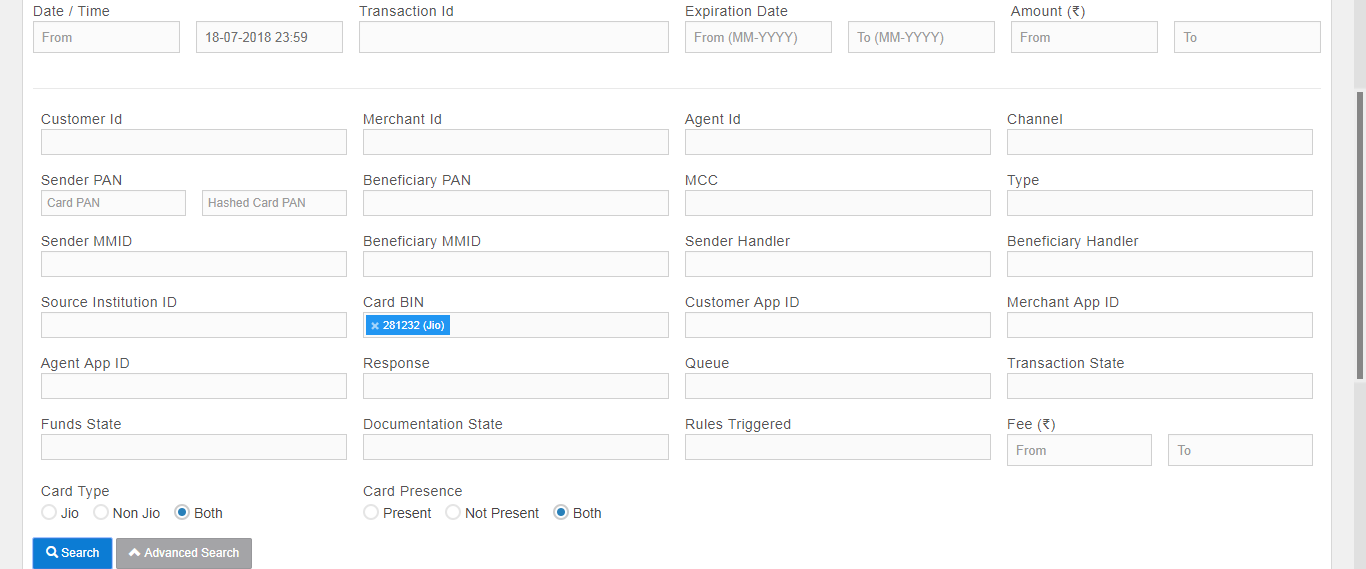 Date / Time Transaction Id Expiration Date Amount (₹)
From 18-07-2018 23:59 From (MM-YYYY) To (MM-YYYY) From To
Customer Id Merchant Id Agent Id Channel
Sender PAN Beneficiary PAN MCC Type
Card PAN Hashed Card PAN
Sender MMID Beneficiary MMID Sender Handler Beneficiary Handler
Source Institution ID Card BIN Customer App ID Merchant App ID
× 281232 (Jio)
Agent App ID Response Queue Transaction State
Funds State Documentation State Rules Triggered Fee (₹)
From To
Card Type Card Presence
Jio Non Jio Both Present Not Present Both
Search Advanced Search